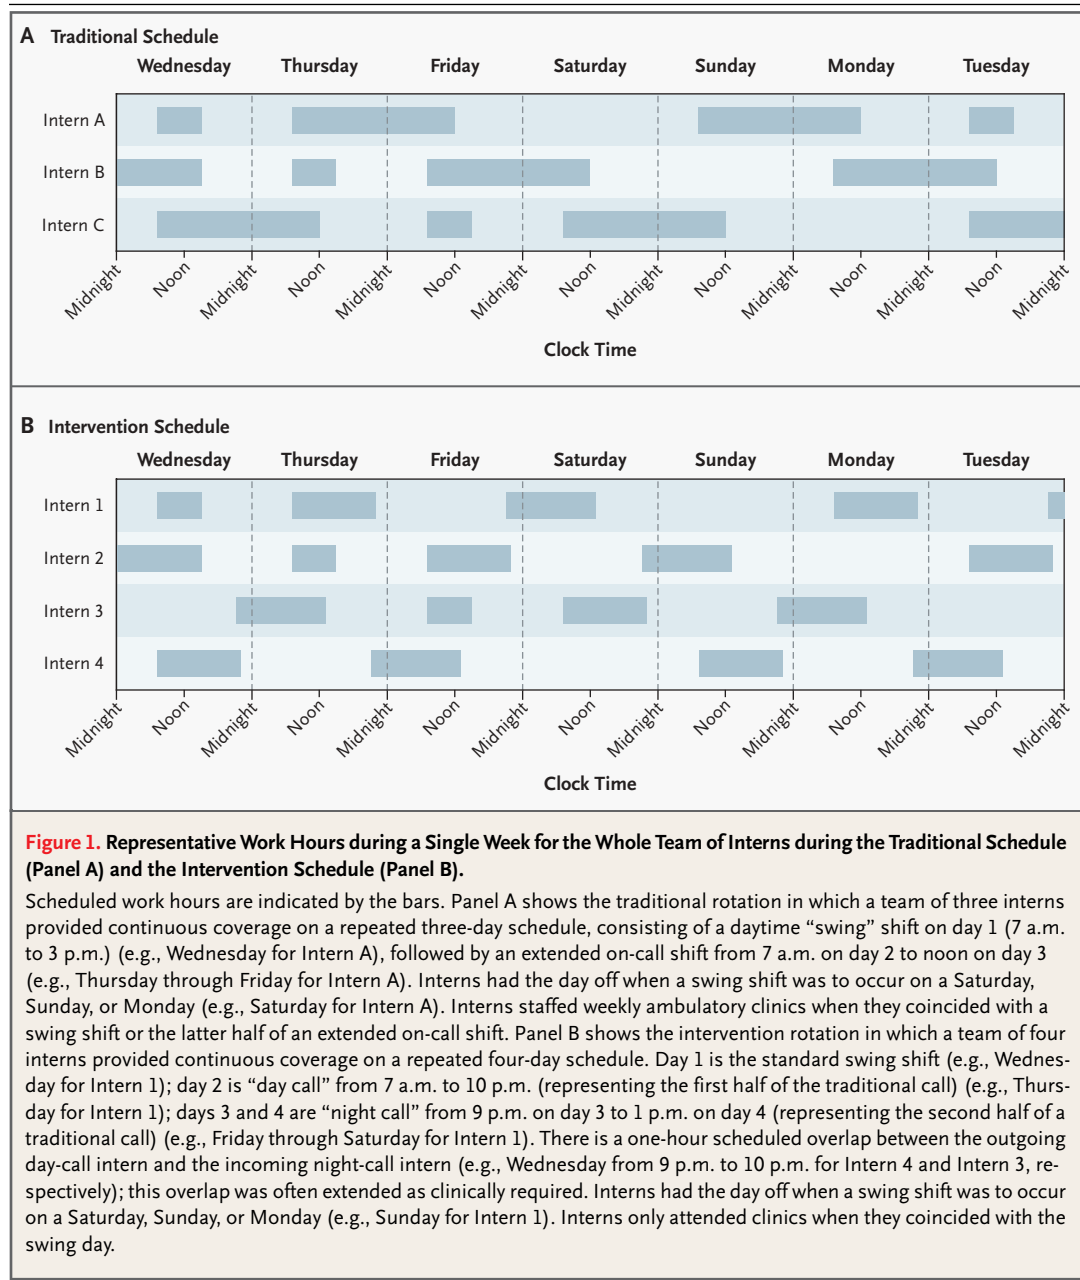 A Traditional Schedule
Wednesday Thursday Friday Saturday Sunday Monday Tuesday
Intern A
Intern B
Intern C
Midnight Noon Midnight Noon Midnight Noon Midnight Noon Midnight Noon Midnight Noon Midnight Noon Midnight
Clock Time
B Intervention Schedule
Wednesday Thursday Friday Saturday Sunday Monday Tuesday
Intern 1
Intern 2
Intern 3
Intern 4
Midnight Noon Midnight Noon Midnight Noon Midnight Noon Midnight Noon Midnight Noon Midnight Noon Midnight
Clock Time
Figure 1. Representative Work Hours during a Single Week for the Whole Team of Interns during the Traditional Schedule
(Panel A) and the Intervention Schedule (Panel B).
Scheduled work hours are indicated by the bars. Panel A shows the traditional rotation in which a team of three interns
provided continuous coverage on a repeated three-day schedule, consisting of a daytime “swing” shift on day 1 (7 a.m.
to 3 p.m.) (e.g., Wednesday for Intern A), followed by an extended on-call shift from 7 a.m. on day 2 to noon on day 3
(e.g., Thursday through Friday for Intern A). Interns had the day off when a swing shift was to occur on a Saturday,
Sunday, or Monday (e.g., Saturday for Intern A). Interns staffed weekly ambulatory clinics when they coincided with a
swing shift or the latter half of an extended on-call shift. Panel B shows the intervention rotation in which a team of four
interns provided continuous coverage on a repeated four-day schedule. Day 1 is the standard swing shift (e.g., Wednes-
day for Intern 1); day 2 is “day call” from 7 a.m. to 10 p.m. (representing the first half of the traditional call) (e.g., Thurs-
day for Intern 1); days 3 and 4 are “night call” from 9 p.m. on day 3 to 1 p.m. on day 4 (representing the second half of a
traditional call) (e.g., Friday through Saturday for Intern 1). There is a one-hour scheduled overlap between the outgoing
day-call intern and the incoming night-call intern (e.g., Wednesday from 9 p.m. to 10 p.m. for Intern 4 and Intern 3, re-
spectively); this overlap was often extended as clinically required. Interns had the day off when a swing shift was to occur
on a Saturday, Sunday, or Monday (e.g., Sunday for Intern 1). Interns only attended clinics when they coincided with the
swing day.